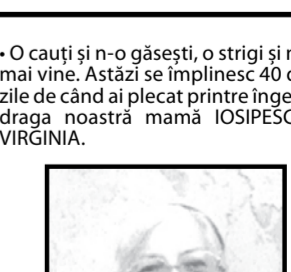 • O cauți și n-o găsești, o strigi și
mai vine. Astăzi se împlinesc 40
zile de când ai plecat printre
draga noastră mamă
VIRGINIA.